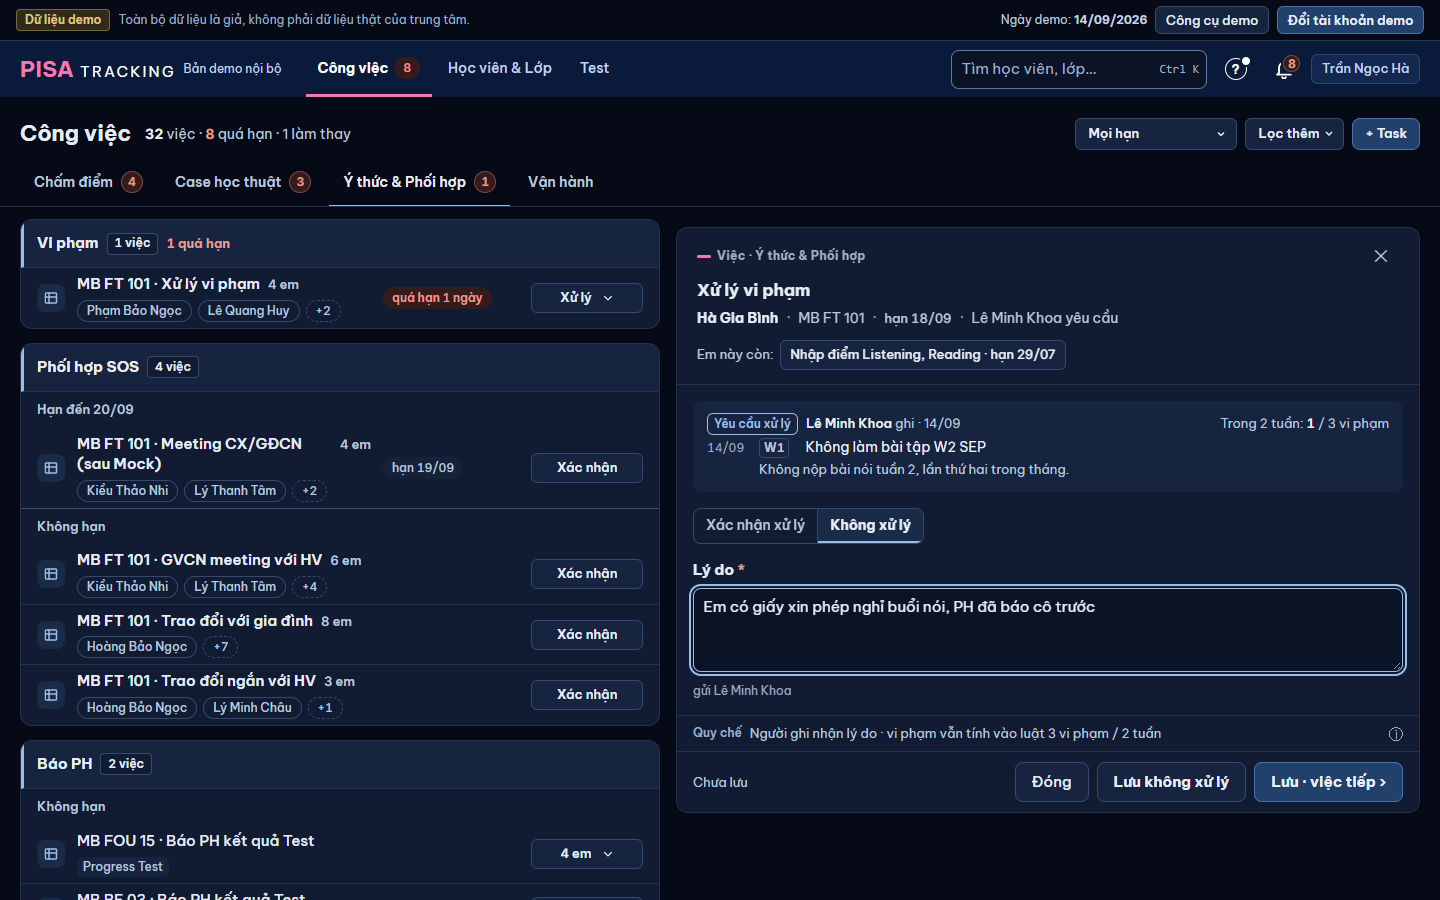 Dữ liệu demo Toàn bộ dữ liệu là giả, không phải dữ liệu thật của trung tâm. Ngày demo: 14/09/2026 Công cụ demo Đổi tài khoản demo
PISA TRACKING Bản demo nội bộ Công việc 8 Học viên & Lớp Test Tìm học viên, lớp... Ctrl K ? 8 Trần Ngọc Hà
Công việc 32 việc · 8 quá hạn · 1 làm thay Mọi hạn Lọc thêm + Task
Chấm điểm 4 Case học thuật 3 Ý thức & Phối hợp 1 Vận hành
Vi phạm 1 việc 1 quá hạn
MB FT 101 · Xử lý vi phạm 4 em
Phạm Bảo Ngọc Lê Quang Huy +2
quá hạn 1 ngày Xử lý
Phối hợp SOS 4 việc
Hạn đến 20/09
MB FT 101 · Meeting CX/GĐCN (sau Mock) 4 em
Kiều Thảo Nhi Lý Thanh Tâm +2
hạn 19/09 Xác nhận
Không hạn
MB FT 101 · GVCN meeting với HV 6 em
Kiều Thảo Nhi Lý Thanh Tâm +4
Xác nhận
MB FT 101 · Trao đổi với gia đình 8 em
Hoàng Bảo Ngọc +7
Xác nhận
MB FT 101 · Trao đổi ngắn với HV 3 em
Hoàng Bảo Ngọc Lý Minh Châu +1
Xác nhận
Báo PH 2 việc
Không hạn
MB FOU 15 · Báo PH kết quả Test
Progress Test
4 em
MB BE 03 · Báo PH kết quả Test
Việc · Ý thức & Phối hợp
Xử lý vi phạm
Hà Gia Bình · MB FT 101 · hạn 18/09 · Lê Minh Khoa yêu cầu
Em này còn: Nhập điểm Listening, Reading · hạn 29/07
Yêu cầu xử lý Lê Minh Khoa ghi · 14/09 Trong 2 tuần: 1 / 3 vi phạm
14/09 W1 Không làm bài tập W2 SEP
Không nộp bài nói tuần 2, lần thứ hai trong tháng.
Xác nhận xử lý Không xử lý
Lý do *
Em có giấy xin phép nghỉ buổi nói, PH đã báo cô trước
gửi Lê Minh Khoa
Quy chế Người ghi nhận lý do · vi phạm vẫn tính vào luật 3 vi phạm / 2 tuần
Chưa lưu Đóng Lưu không xử lý Lưu · việc tiếp ›